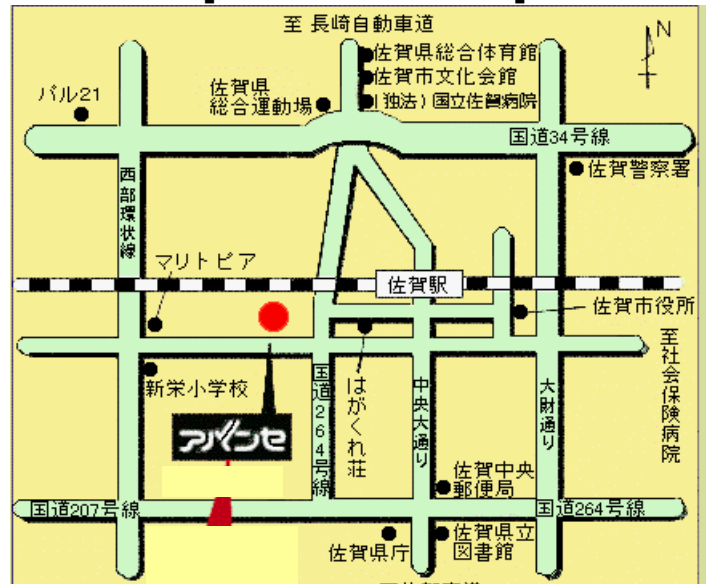 至 長崎自動車道
N
佐賀県総合体育館
佐賀市文化会館
(独法)国立佐賀病院
パル21
佐賀県
総合運動場
国道34号線
佐賀警察署
西部環状線
マリトピア
佐賀駅
佐賀市役所
至社会保険病院
新栄小学校
国道264号線
はがくれ荘
中央大通り
大財通り
アバンセ
佐賀中央
郵便局
国道207号線
国道264号線
佐賀県庁
佐賀県立
図書館